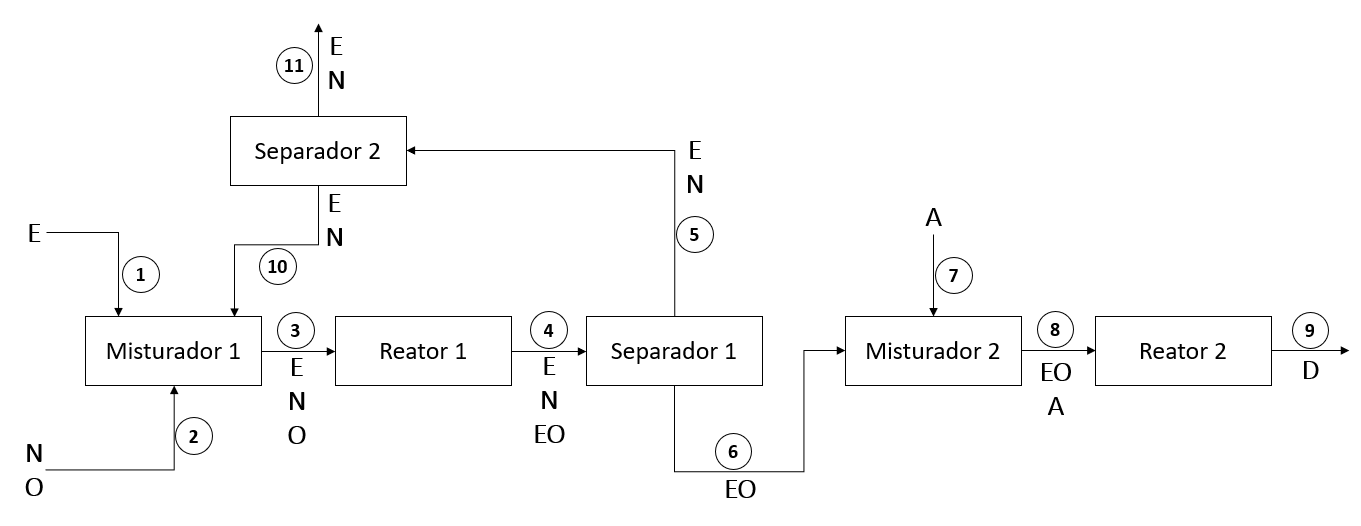 E
N
11
Separador 2
E
N
E
N
5
10
E
1
A
7
Misturador 1
3
E
N
O
Reator 1
4
E
N
EO
Separador 1
Misturador 2
8
EO
A
Reator 2
9
D
2
N
O
6
EO